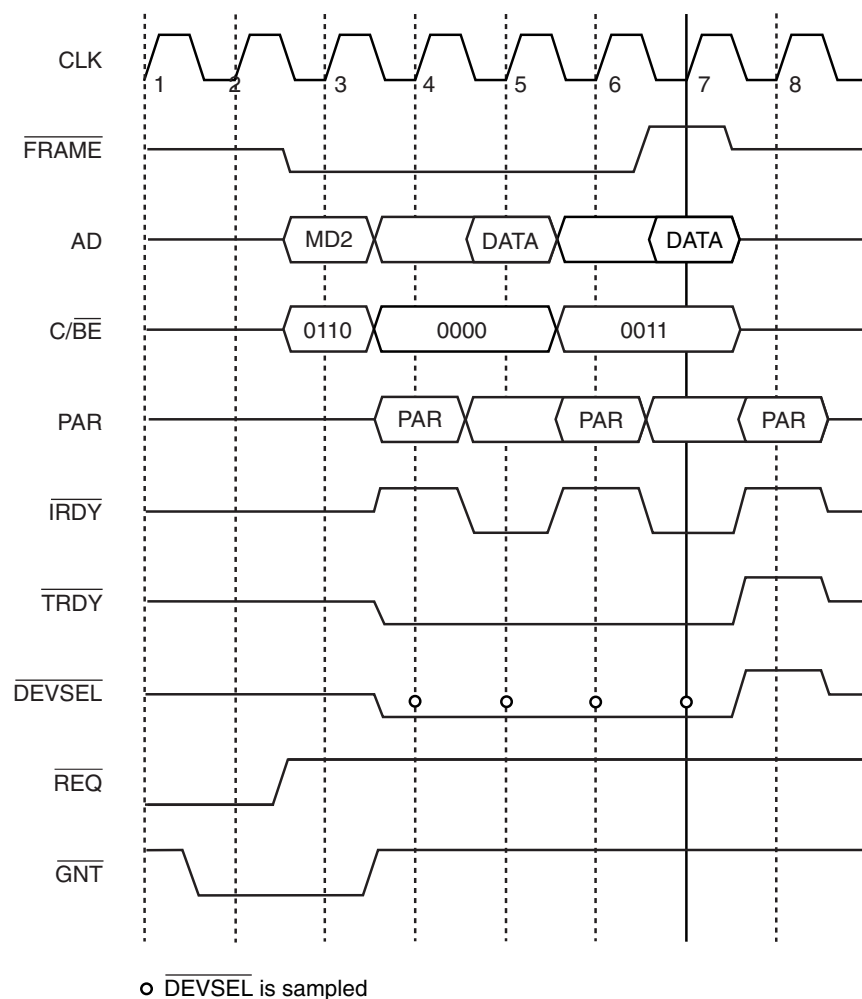 CLK
1 2 3 4 5 6 7 8
FRAME
AD MD2 DATA DATA
C/BE 0110 0000 0011
PAR PAR PAR PAR
IRDY
TRDY
DEVSEL
REQ
GNT
DEVSEL is sampled